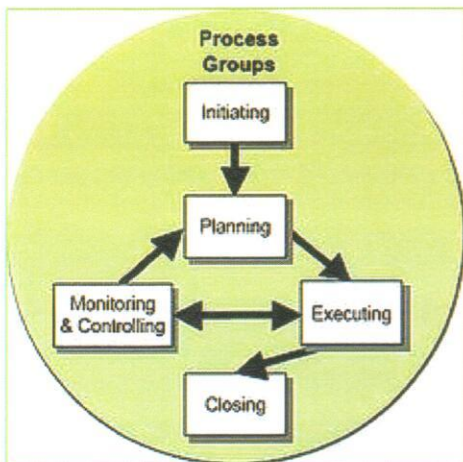 Process
Groups
Initiating
Planning
Monitoring
& Controlling
Executing
Closing